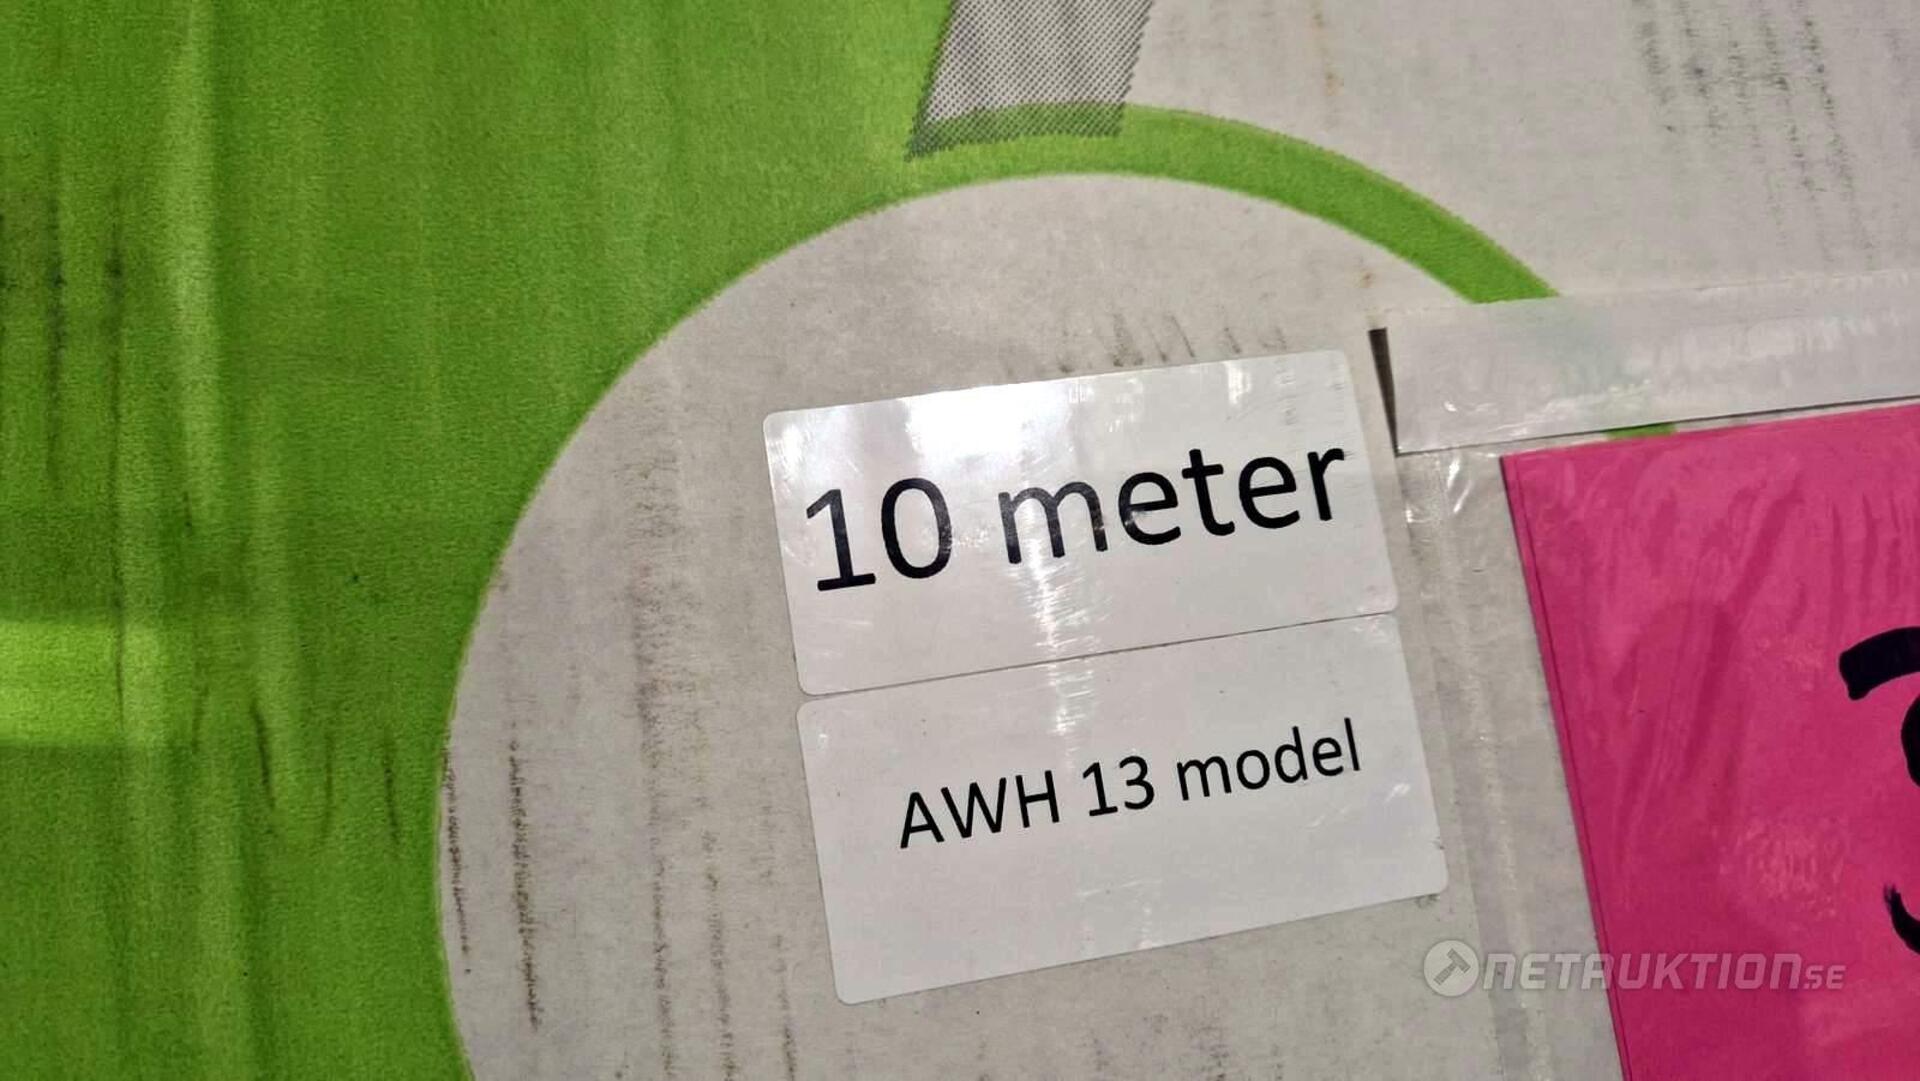 10 meter
AWH 13 model
NETAUKTION.SE